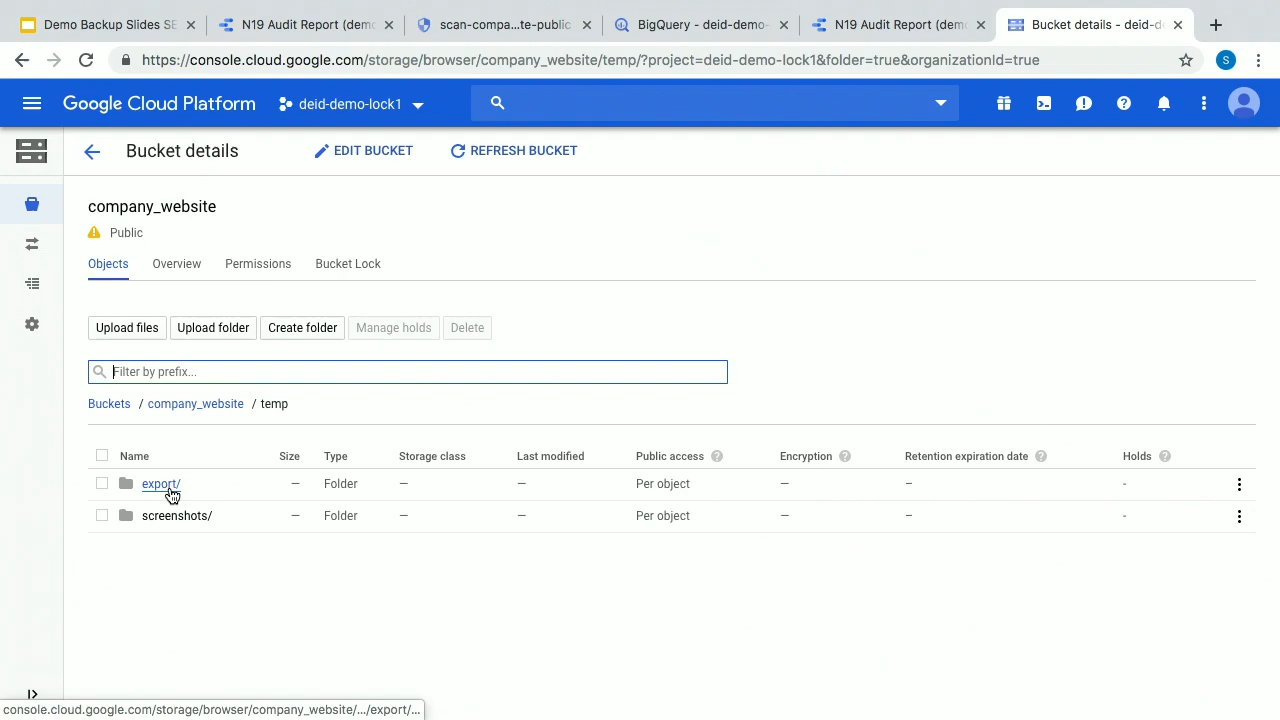 Demo Backup Slides SE
N19 Audit Report (demo
scan-compa...te-public
BigQuery - deid-demo-
N19 Audit Report (demo
Bucket details - deid-de
https://console.cloud.google.com/storage/browser/company_website/temp/?project=deid-demo-lock1&folder=true&organizationId=true
S
Google Cloud Platform
deid-demo-lock1
Bucket details
EDIT BUCKET
REFRESH BUCKET
company_website
Public
Objects Overview Permissions Bucket Lock
Upload files Upload folder Create folder Manage holds Delete
Filter by prefix...
Buckets / company_website / temp
Name Size Type Storage class Last modified Public access Encryption Retention expiration date Holds
export/ — Folder — — Per object — — -
screenshots/ — Folder — — Per object — — -
console.cloud.google.com/storage/browser/company_website/.../export/...